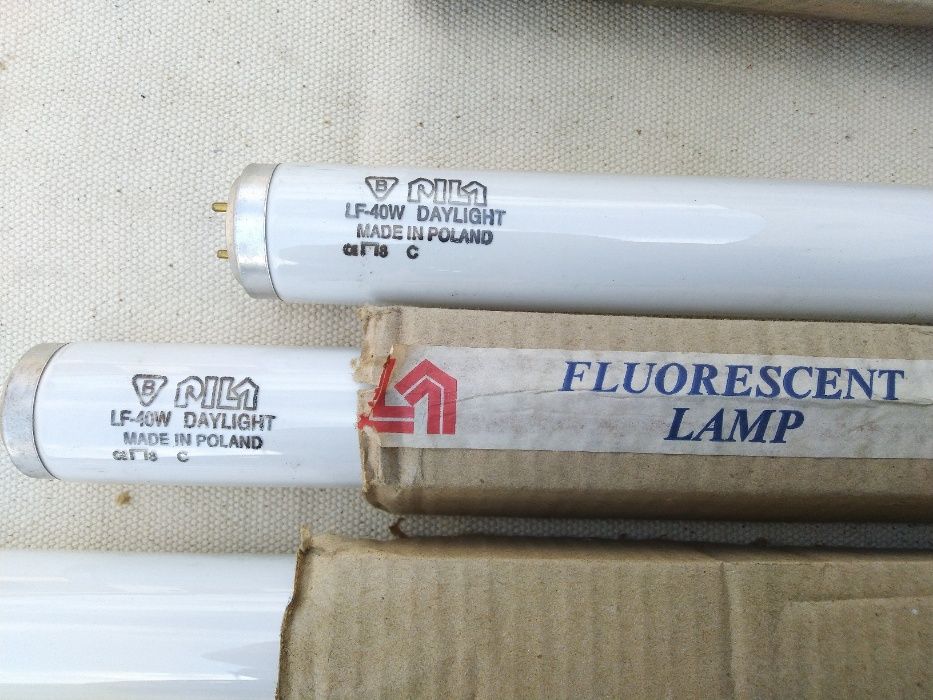 B PILA
LF-40W DAYLIGHT
MADE IN POLAND
C
B PILA
LF-40W DAYLIGHT
MADE IN POLAND
C
FLUORESCENT
LAMP